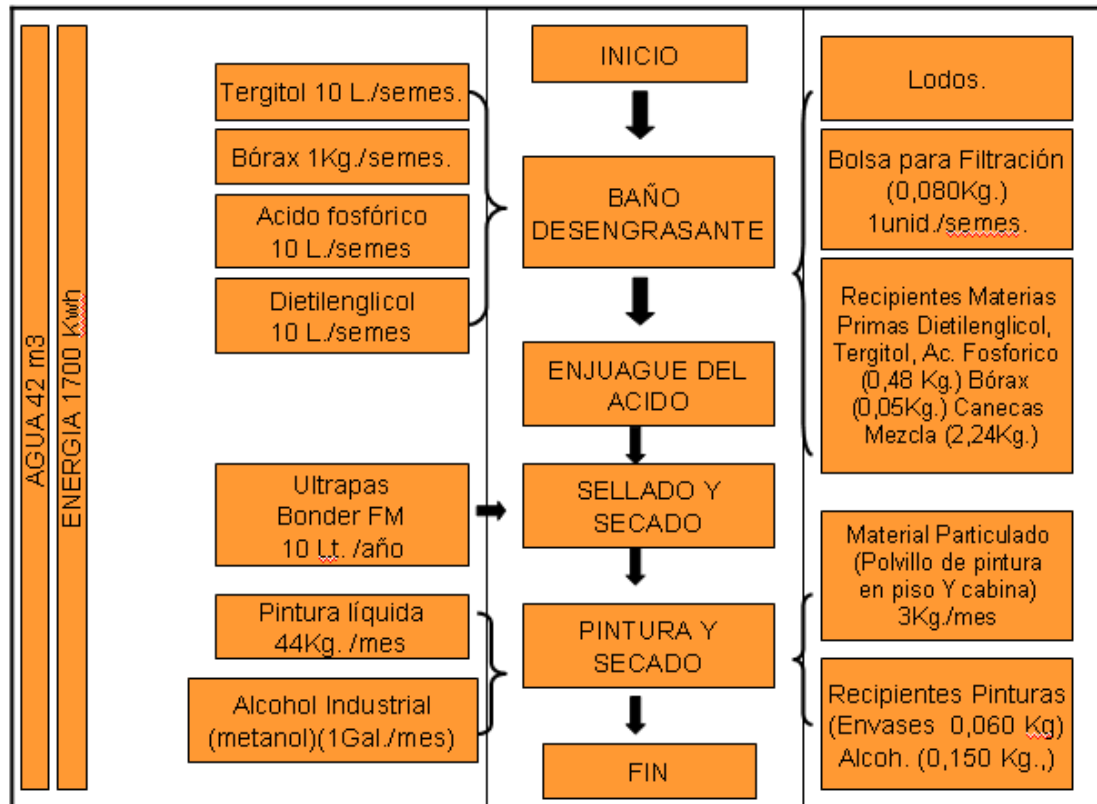 AGUA 42 m3
ENERGIA 1700 Kwh
Tergitol 10 L./semes.
Bórax 1Kg./semes.
Acido fosfórico
10 L./semes
Dietilenglicol
10 L./semes
Ultrapas
Bonder FM
10 Lt. /año
Pintura líquida
44Kg. /mes
Alcohol Industrial
(metanol)(1Gal./mes)
INICIO
BAÑO
DESENGRASANTE
ENJUAGUE DEL
ACIDO
SELLADO Y
SECADO
PINTURA Y
SECADO
FIN
Lodos.
Bolsa para Filtración
(0,080Kg.)
1unid./semes.
Recipientes Materias
Primas Dietilenglicol,
Tergitol, Ac. Fosforico
(0,48 Kg.) Bórax
(0,05Kg.) Canecas
Mezcla (2,24Kg.)
Material Particulado
(Polvillo de pintura
en piso Y cabina)
3Kg./mes
Recipientes Pinturas
(Envases 0,060 Kg)
Alcoh. (0,150 Kg.,)